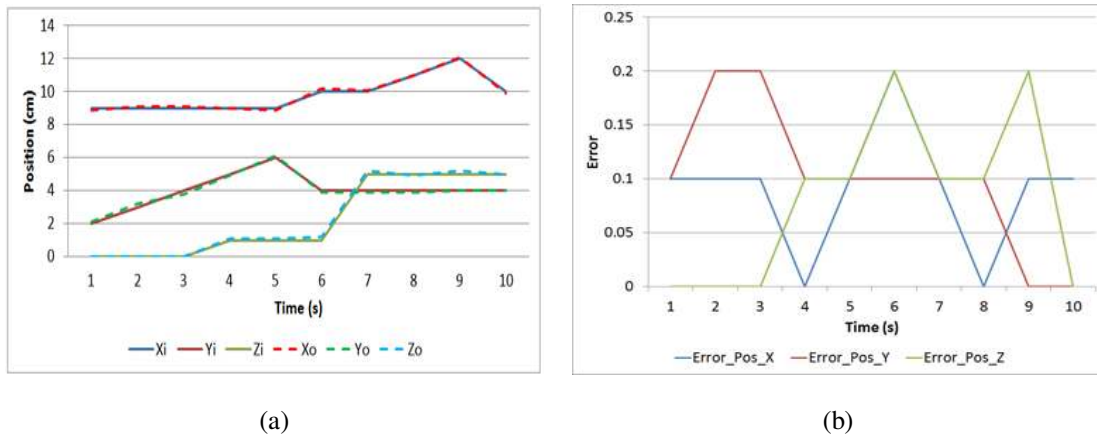 14
12
10
8
6
4
2
0
Position (cm)
1 2 3 4 5 6 7 8 9 10
Time (s)
Xi Yi Zi Xo Yo Zo
(a)
0.25
0.2
0.15
0.1
0.05
0
Error
1 2 3 4 5 6 7 8 9 10
Time (s)
Error_Pos_X Error_Pos_Y Error_Pos_Z
(b)